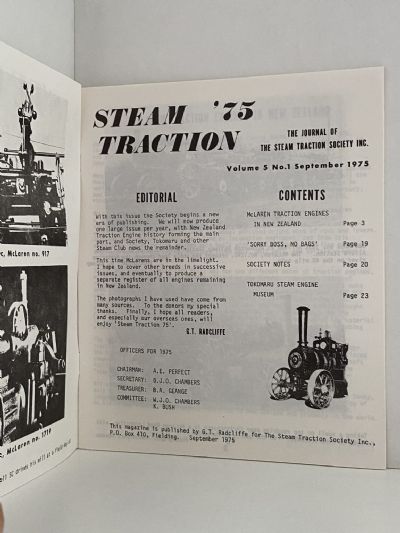 STEAM '75
TRACTION
THE JOURNAL OF
THE STEAM TRACTION SOCIETY INC.
Volume 5 No.1 September 1975
EDITORIAL
With this issue the Society begins a new
era of publishing. We will now produce
one large issue per year, with New Zealand
Traction Engine history forming the main
part, and Society, Tokomaru and other
Steam Club news the remainder.
This time McLarens are in the limelight.
I hope to cover other breeds in successive
issues, and eventually to produce a
separate register of all engines remaining
in New Zealand.
The photographs I have used have come from
many sources. To the donors my special
thanks. Finally, I hope all readers,
and especially our overseas ones, will
enjoy 'Steam Traction 75'.
G.T. RADCLIFFE
OFFICERS FOR 1975
CHAIRMAN: A.E. PERFECT
SECRETARY: D.J.O. CHAMBERS
TREASURER: B.A. GEANGE
COMMITTEE: W.J.O. CHAMBERS
K. BUSH
CONTENTS
McLAREN TRACTION ENGINES
IN NEW ZEALAND Page 3
'SORRY BOSS, NO BAGS' Page 19
SOCIETY NOTES Page 20
TOKOMARU STEAM ENGINE
MUSEUM Page 23
This magazine is published by G.T. Radcliffe for The Steam Traction Society Inc.,
P.O. Box 410, Fielding. September 1975
McLaren no. 917
McLaren no. 1719
drives his mill at a